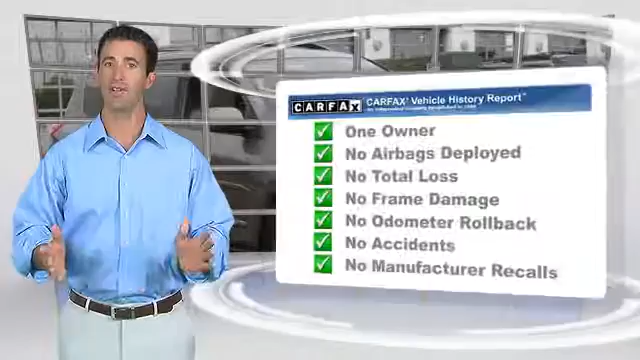 CARFAX CARFAX Vehicle History Report™
One Owner
No Airbags Deployed
No Total Loss
No Frame Damage
No Odometer Rollback
No Accidents
No Manufacturer Recalls